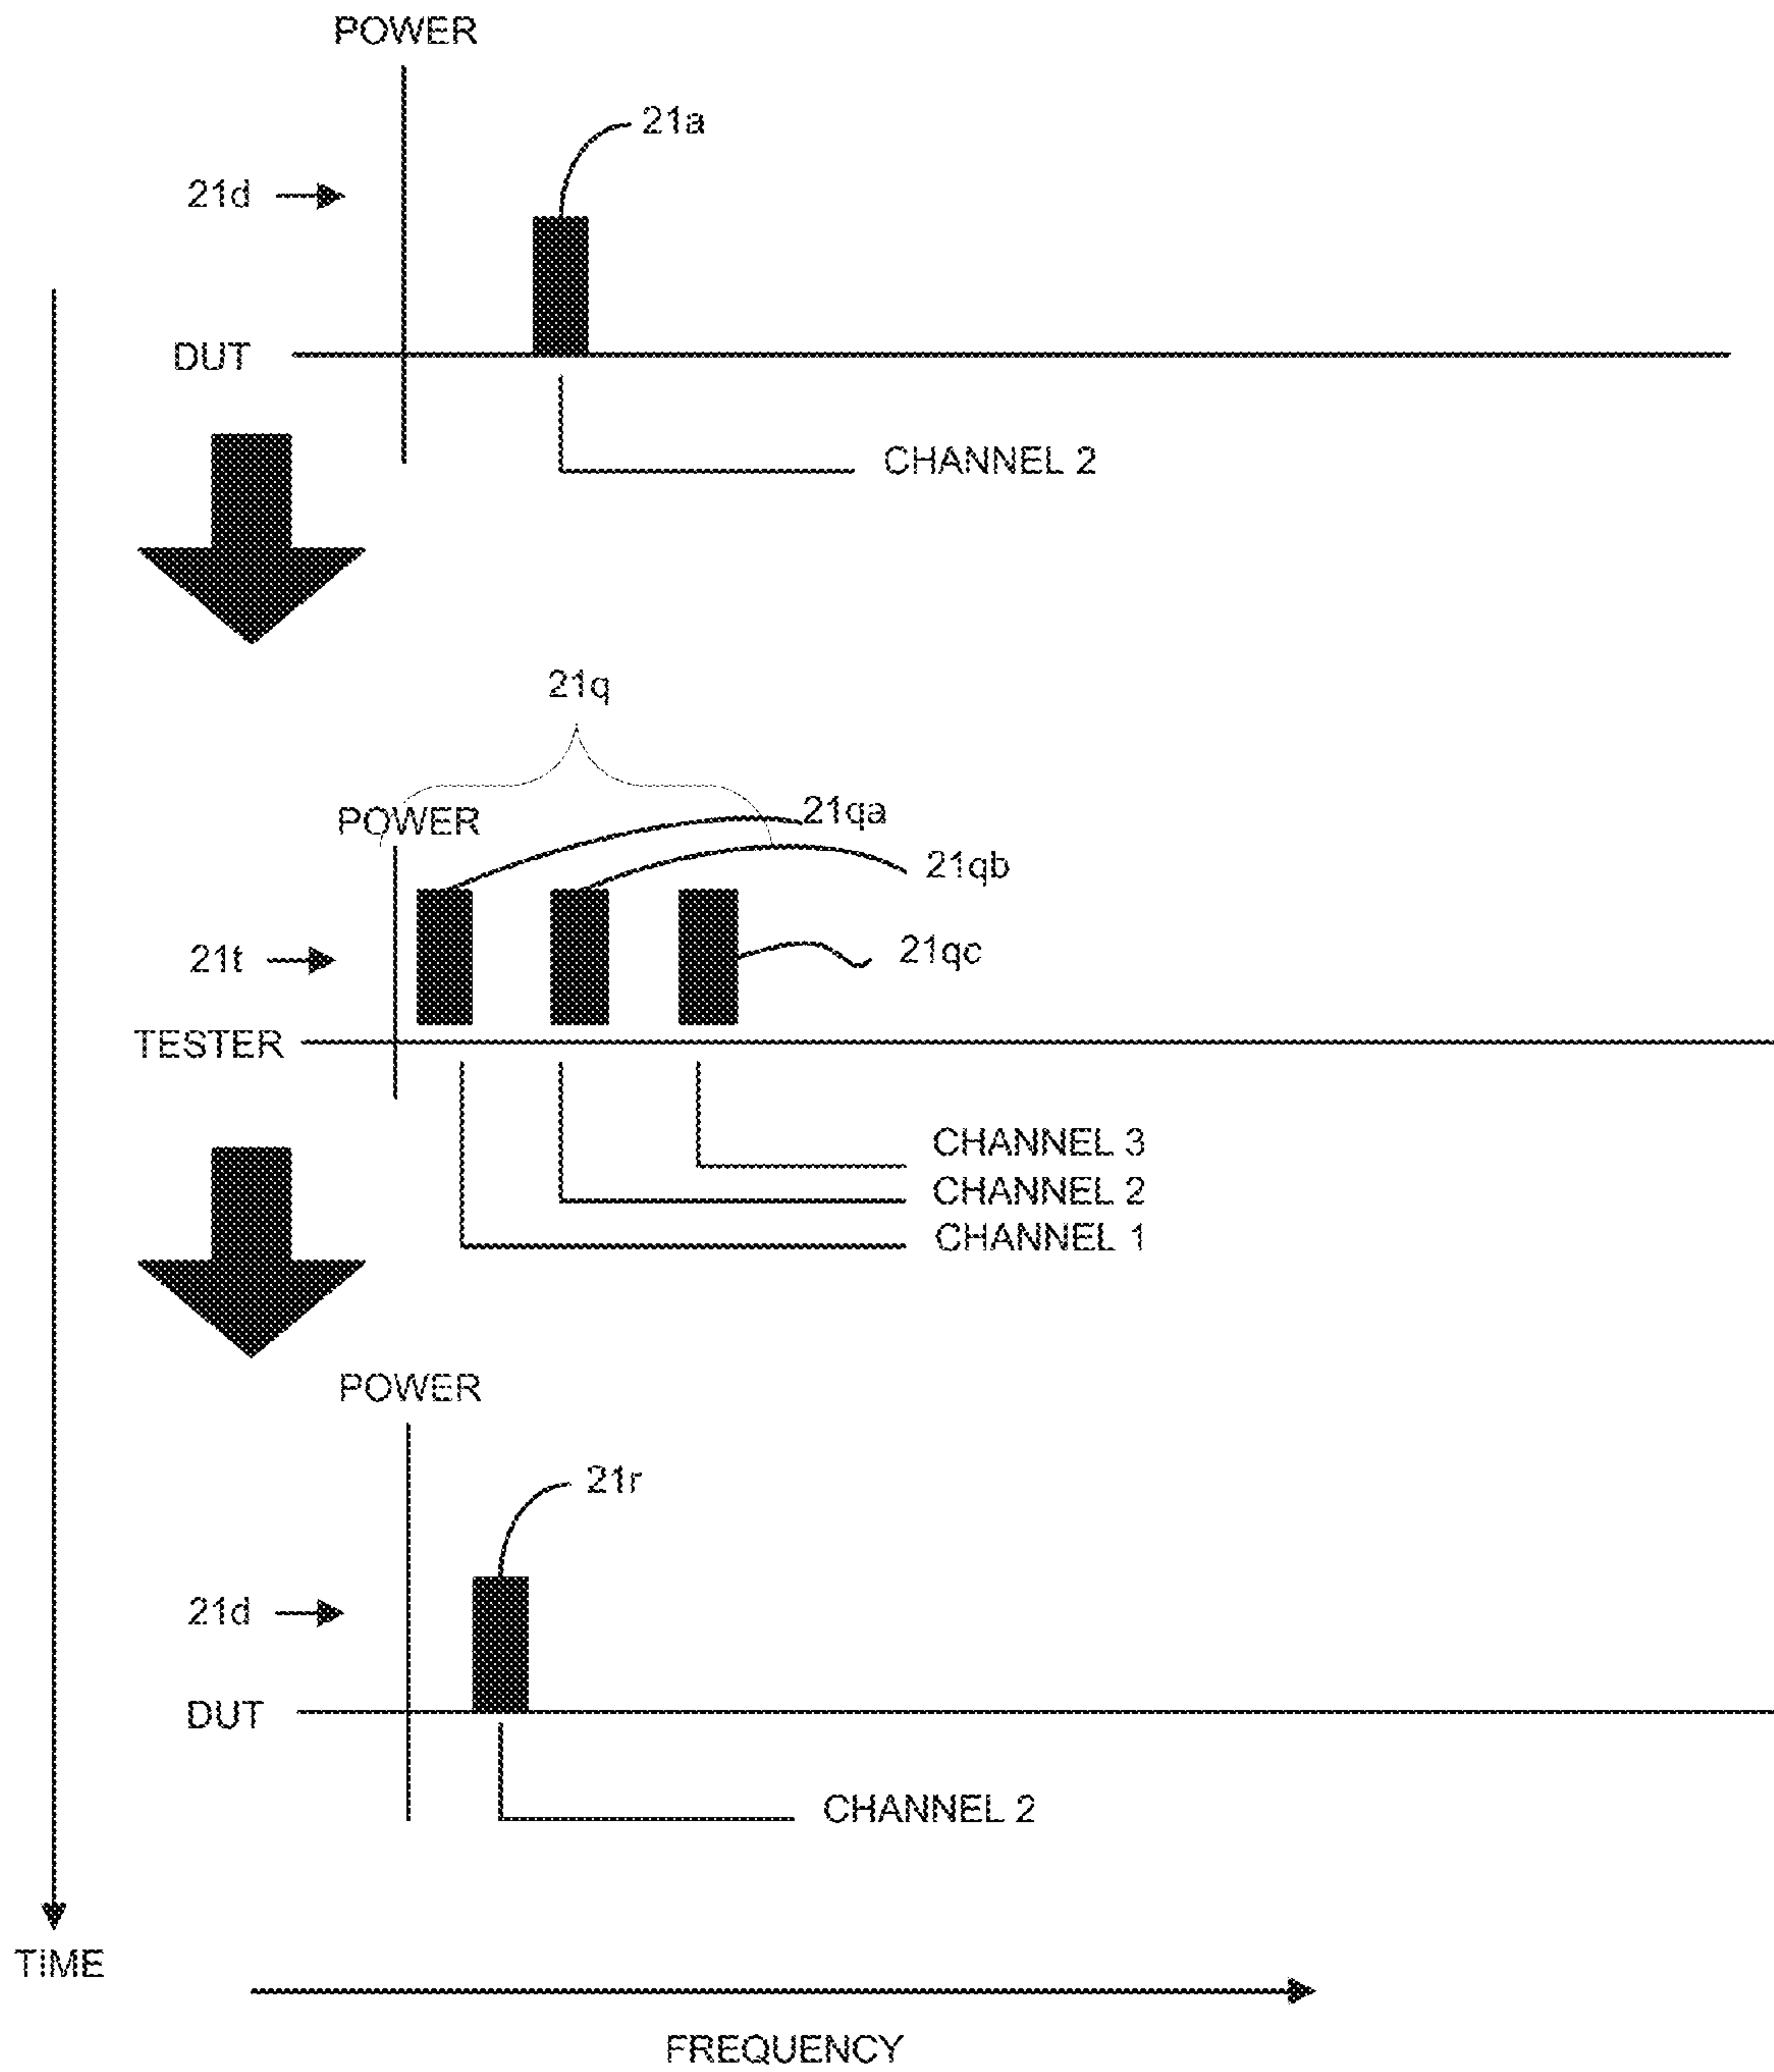 POWER
21a
21d
DUT
CHANNEL 2
21q
POWER
21qa
21qb
21t
21qc
TESTER
CHANNEL 3
CHANNEL 2
CHANNEL 1
POWER
21r
21d
DUT
CHANNEL 2
TIME
FREQUENCY